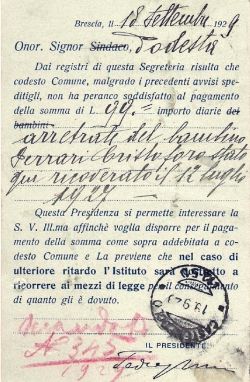 Brescia, li 18 Settembre 1929
Onor. Signor Sindaco, Podestà
Dai registri di questa Segreteria risulta che
codesto Comune, malgrado i precedenti avvisi spe-
ditigli, non ha peranco soddisfatto al pagamento
della somma di L. 99.= importo diarie dei
bambini
arretrati del bambino
Ferrari Cristoforo stato
qui ricoverato il 12 luglio
1927 -
Questa Presidenza si permette interessare la
S. V. Ill.ma affinchè voglia disporre per il paga-
mento della somma come sopra addebitata a co-
desto Comune e La previene che nel caso di
ulteriore ritardo l'Istituto sarà costretto a
ricorrere ai mezzi di legge per il conseguimento
di quanto gli è dovuto.
IL PRESIDENTE